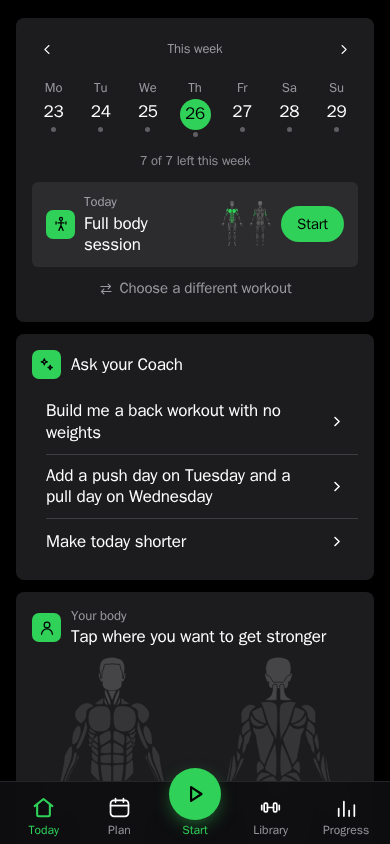 This week
Mo Tu We Th Fr Sa Su
23 24 25 26 27 28 29
7 of 7 left this week
Today
Full body
session
Start
Choose a different workout
Ask your Coach
Build me a back workout with no
weights
Add a push day on Tuesday and a
pull day on Wednesday
Make today shorter
Your body
Tap where you want to get stronger
Today Plan Start Library Progress